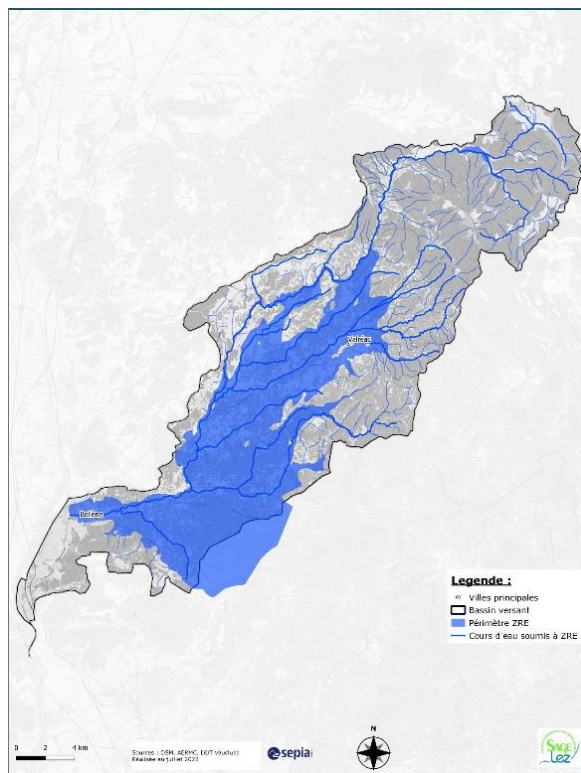 Valréas
Bollène
Legende :
Villes principales
Bassin versant
Périmètre ZRE
Cours d'eau soumis à ZRE
N
0 2 4 km
Sources : OSM, AERMC, DDT Vaucluse
Réalisée en juillet 2022
sepia
SAGE
Lez